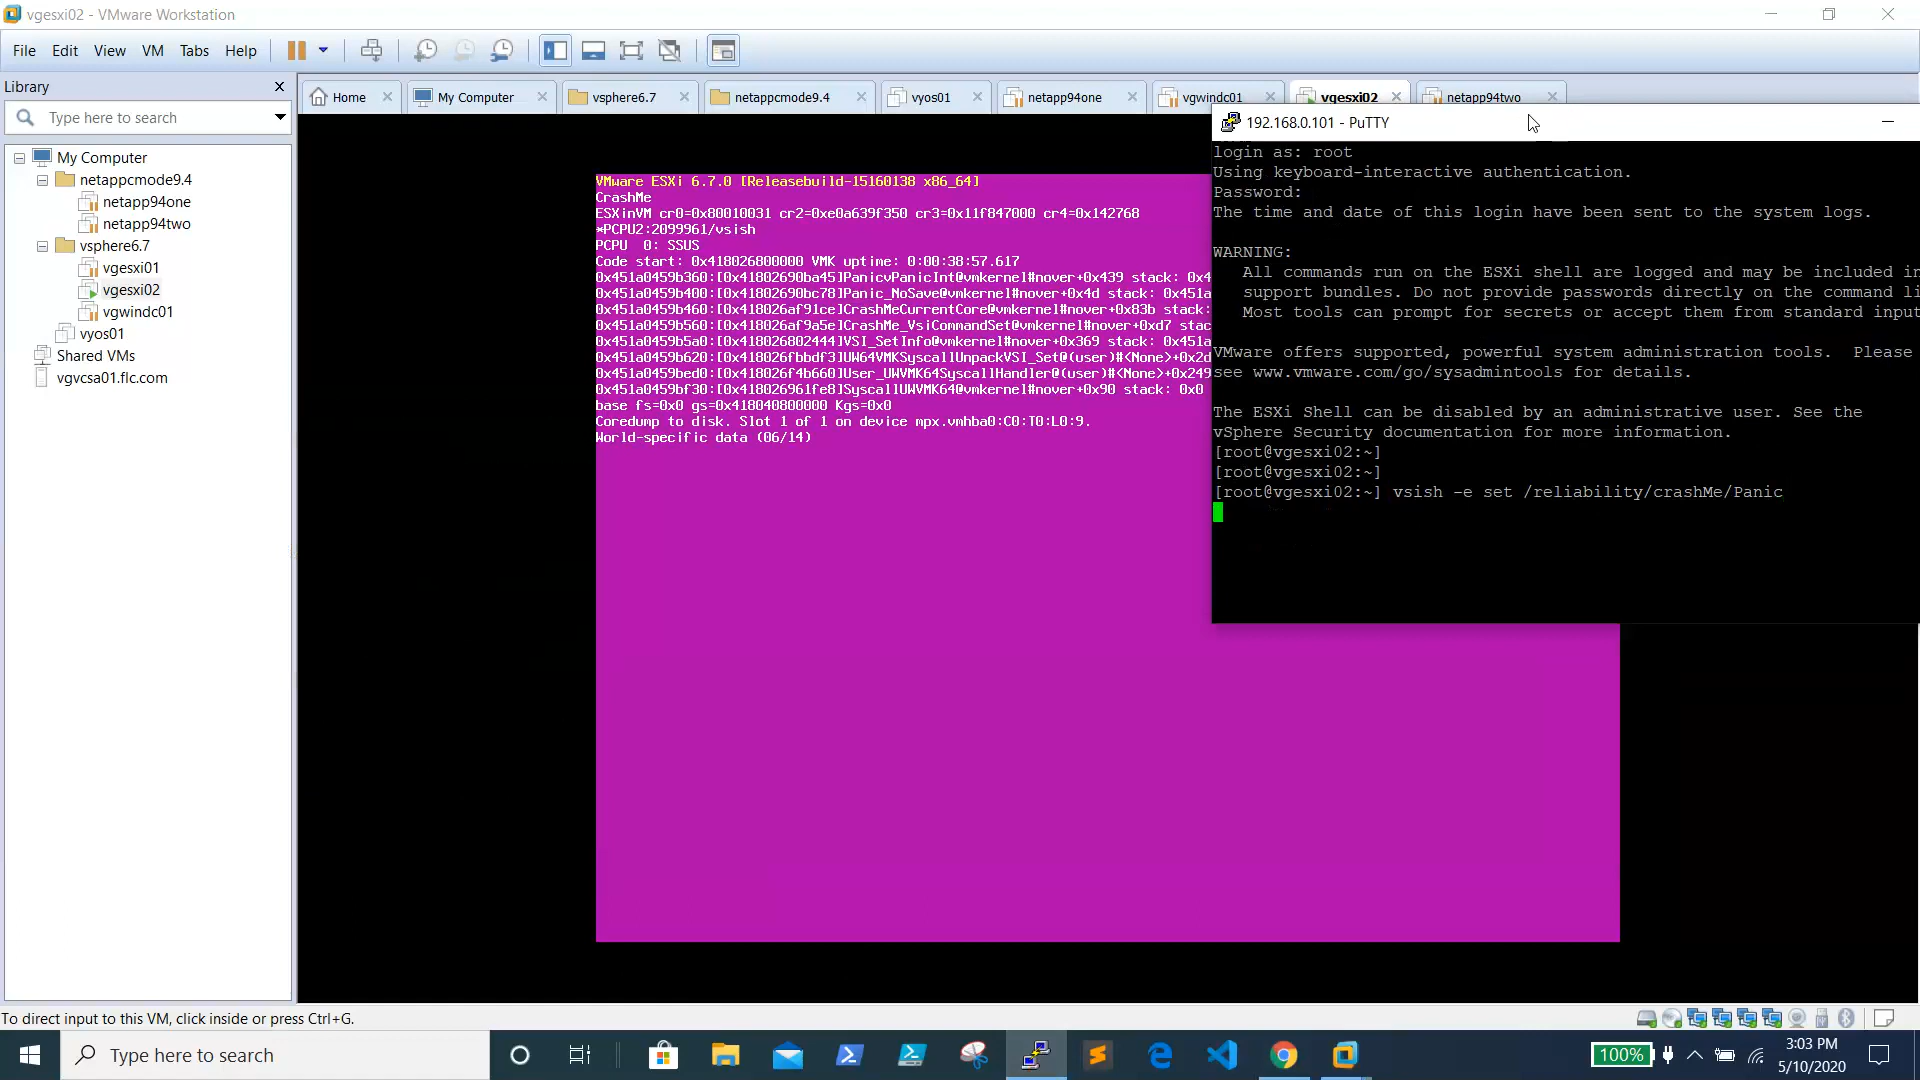 vgesxi02 - VMware Workstation
File Edit View VM Tabs Help
Library
Type here to search
My Computer
netappcmode9.4
netapp94one
netapp94two
vsphere6.7
vgesxi01
vgesxi02
vgwindc01
vyos01
Shared VMs
vgvcsa01.flc.com
Home My Computer vsphere6.7 netappcmode9.4 vyos01 netapp94one vgwindc01 vgesxi02 netapp94two
VMware ESXi 6.7.0 [Releasebuild-15160138 x86_64]
CrashMe
ESXinVM cr0=0x80010031 cr2=0xe0a639f350 cr3=0x11f847000 cr4=0x142768
*PCPU2:2099961/vsish
PCPU  0: SSUS
Code start: 0x418026800000 VMK uptime: 0:00:38:57.617
0x451a0459b360:[0x41802690ba45]PanicvPanicInt@vmkernel#nover+0x439 stack: 0x4
0x451a0459b400:[0x41802690bc78]Panic_NoSave@vmkernel#nover+0x4d stack: 0x451a
0x451a0459b460:[0x418026af91ce]CrashMeCurrentCore@vmkernel#nover+0x83b stack:
0x451a0459b560:[0x418026af9a5e]CrashMe_VsiCommandSet@vmkernel#nover+0xd7 stac
0x451a0459b5a0:[0x418026802444]VSI_SetInfo@vmkernel#nover+0x369 stack: 0x451a
0x451a0459b620:[0x418026fbbdf3]UW64VMKSyscallUnpackVSI_Set@(user)#<None>+0x2d
0x451a0459bed0:[0x418026f4b660]User_UWVMK64SyscallHandler@(user)#<None>+0x249
0x451a0459bf30:[0x418026961fe8]SyscallUWVMK64@vmkernel#nover+0x90 stack: 0x0
base fs=0x0 gs=0x418040800000 Kgs=0x0
Coredump to disk. Slot 1 of 1 on device mpx.vmhba0:C0:T0:L0:9.
World-specific data (06/14)
192.168.0.101 - PuTTY
login as: root
Using keyboard-interactive authentication.
Password:
The time and date of this login have been sent to the system logs.
WARNING:
All commands run on the ESXi shell are logged and may be included in
support bundles. Do not provide passwords directly on the command li
Most tools can prompt for secrets or accept them from standard input
VMware offers supported, powerful system administration tools.  Please
see www.vmware.com/go/sysadmintools for details.
The ESXi Shell can be disabled by an administrative user. See the
vSphere Security documentation for more information.
[root@vgesxi02:~]
[root@vgesxi02:~]
[root@vgesxi02:~] vsish -e set /reliability/crashMe/Panic
To direct input to this VM, click inside or press Ctrl+G.
Type here to search
100%
3:03 PM
5/10/2020